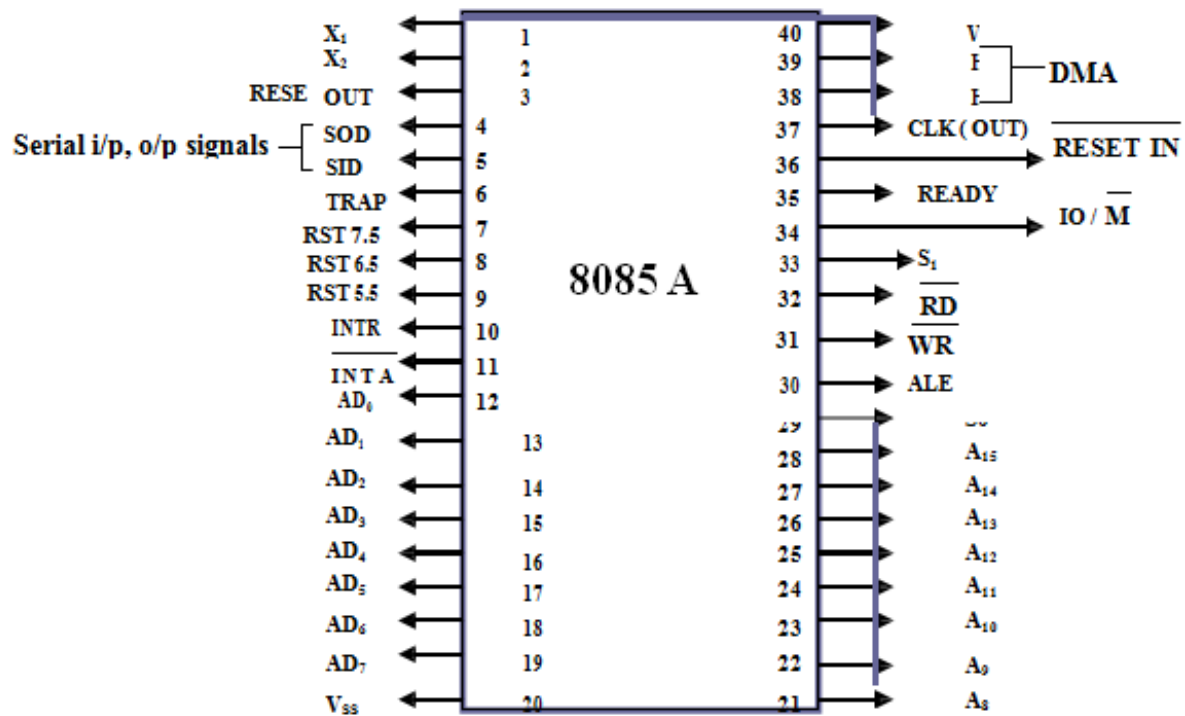 X₁ 1 40 V
X₂ 2 39 DMA
RESE OUT 3 38
Serial i/p, o/p signals SOD 4 37 CLK ( OUT)
SID 5 36 RESET IN
TRAP 6 35 READY
RST 7.5 7 34 IO / M
RST 6.5 8 33 S₁
RST 5.5 9 8085 A 32 RD
INTR 10 31 WR
INT A 11 30 ALE
AD₀ 12 29
AD₁ 13 28 A₁₅
AD₂ 14 27 A₁₄
AD₃ 15 26 A₁₃
AD₄ 16 25 A₁₂
AD₅ 17 24 A₁₁
AD₆ 18 23 A₁₀
AD₇ 19 22 A₉
Vss 20 21 A₈